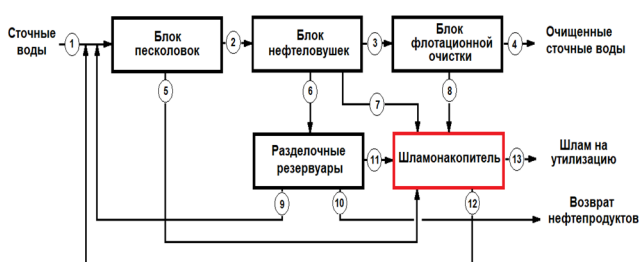 Сточные
воды
1
Блок
песколовок
2
Блок
нефтеловушек
3
Блок
флотационной
очистки
4
Очищенные
сточные воды
5
6
7
8
Разделочные
резервуары
11
Шламонакопитель
13
Шлам на
утилизацию
9
10
12
Возврат
нефтепродуктов